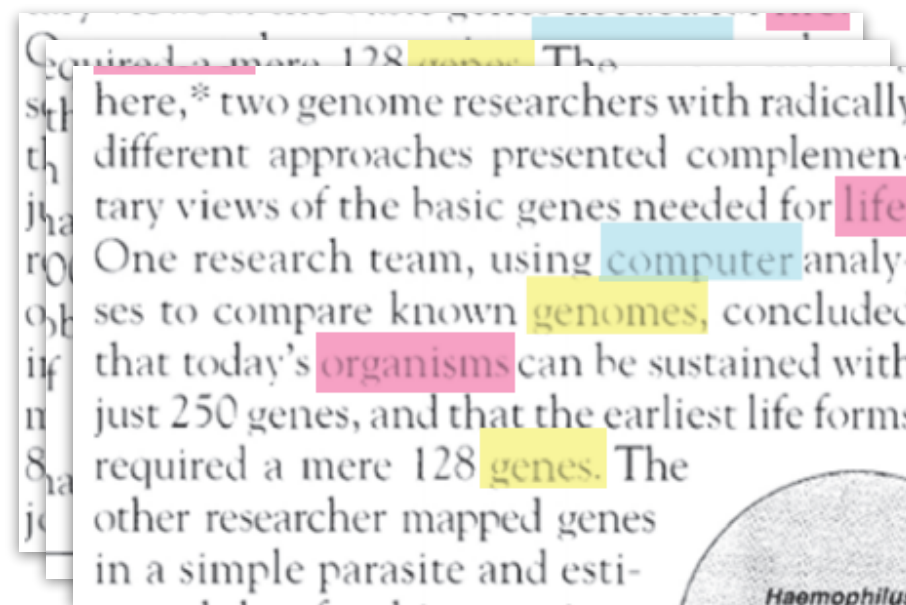 here,* two genome researchers with radically
different approaches presented complemen-
tary views of the basic genes needed for life
One research team, using computer analy-
ses to compare known genomes, concluded
that today's organisms can be sustained with
just 250 genes, and that the earliest life forms
required a mere 128 genes. The
other researcher mapped genes
in a simple parasite and esti-
Haemophilus